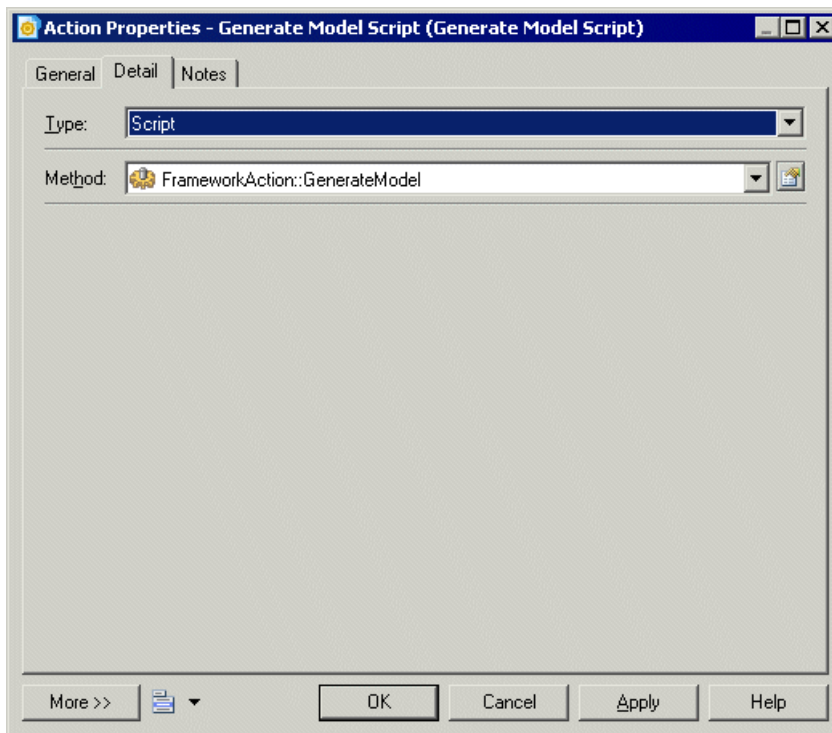 Action Properties - Generate Model Script (Generate Model Script)
General Detail Notes
Type: Script
Method: FrameworkAction::GenerateModel
More >> OK Cancel Apply Help